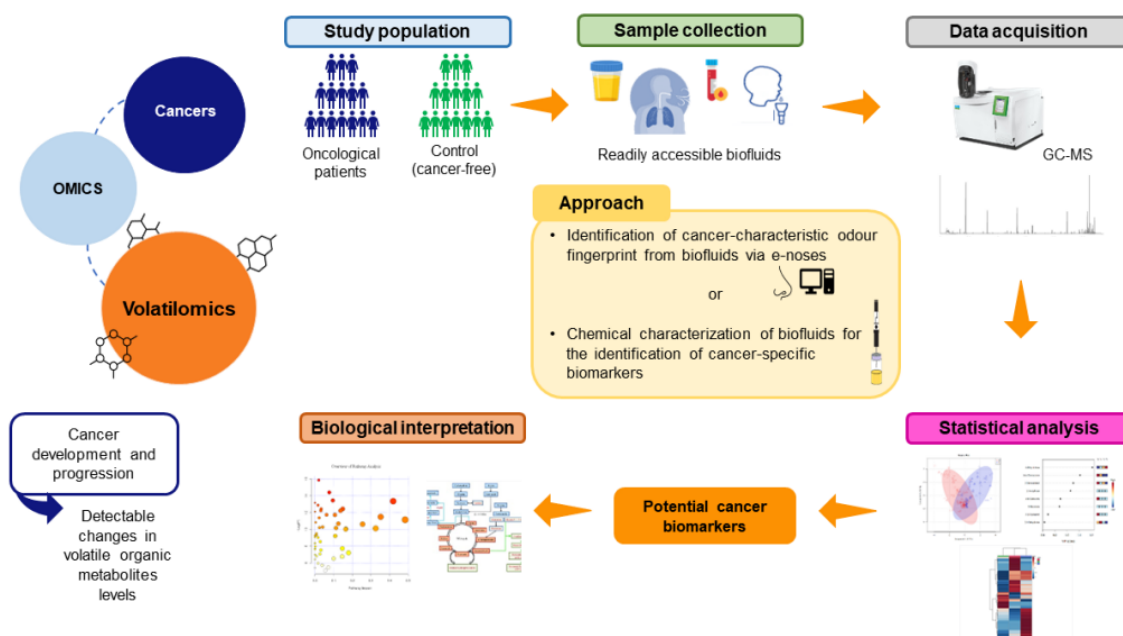 Study population
Sample collection
Data acquisition
Cancers
OMICS
Volatilomics
Oncological
patients
Control
(cancer-free)
Readily accessible biofluids
GC-MS
Approach
• Identification of cancer-characteristic odour
fingerprint from biofluids via e-noses
or
• Chemical characterization of biofluids for
the identification of cancer-specific
biomarkers
Cancer
development and
progression
Detectable
changes in
volatile organic
metabolites
levels
Biological interpretation
Potential cancer
biomarkers
Statistical analysis